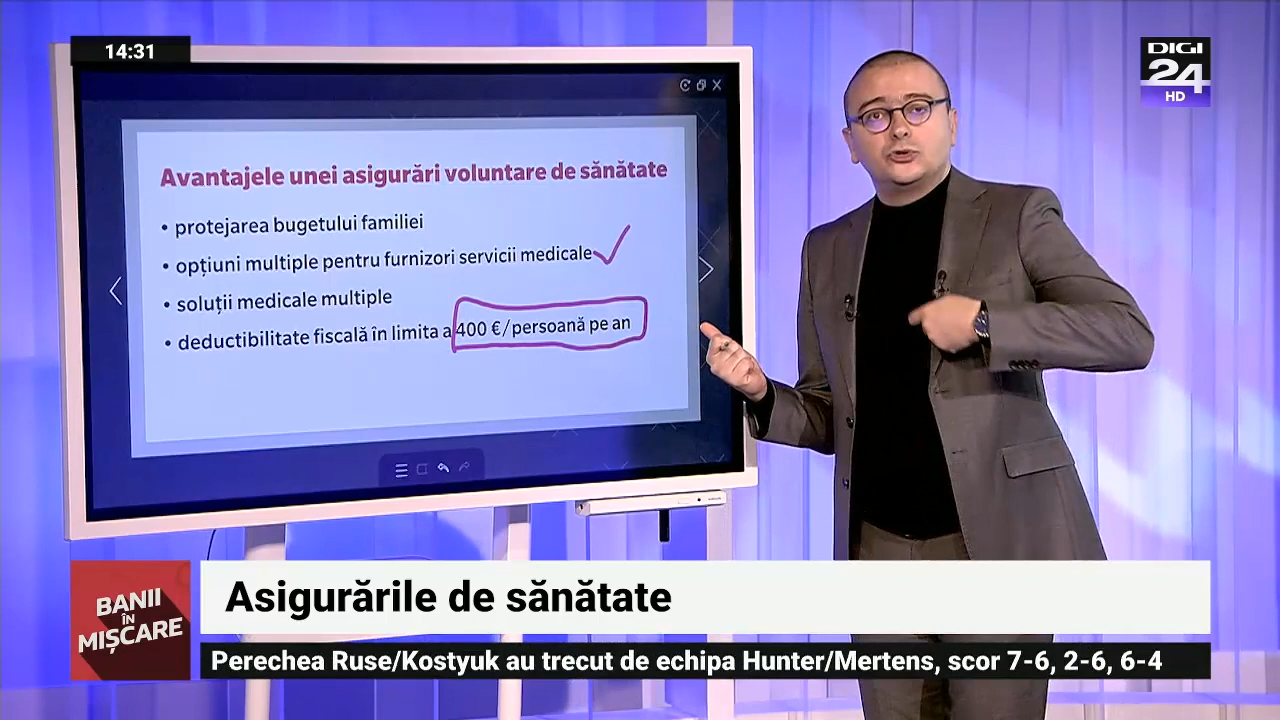 14:31
DIGI
24
HD
Avantajele unei asigurări voluntare de sănătate
• protejarea bugetului familiei
• opțiuni multiple pentru furnizori servicii medicale
• soluții medicale multiple
• deductibilitate fiscală în limita a 400 €/persoană pe an
BANII
ÎN
MIȘCARE
Asigurările de sănătate
Perechea Ruse/Kostyuk au trecut de echipa Hunter/Mertens, scor 7-6, 2-6, 6-4